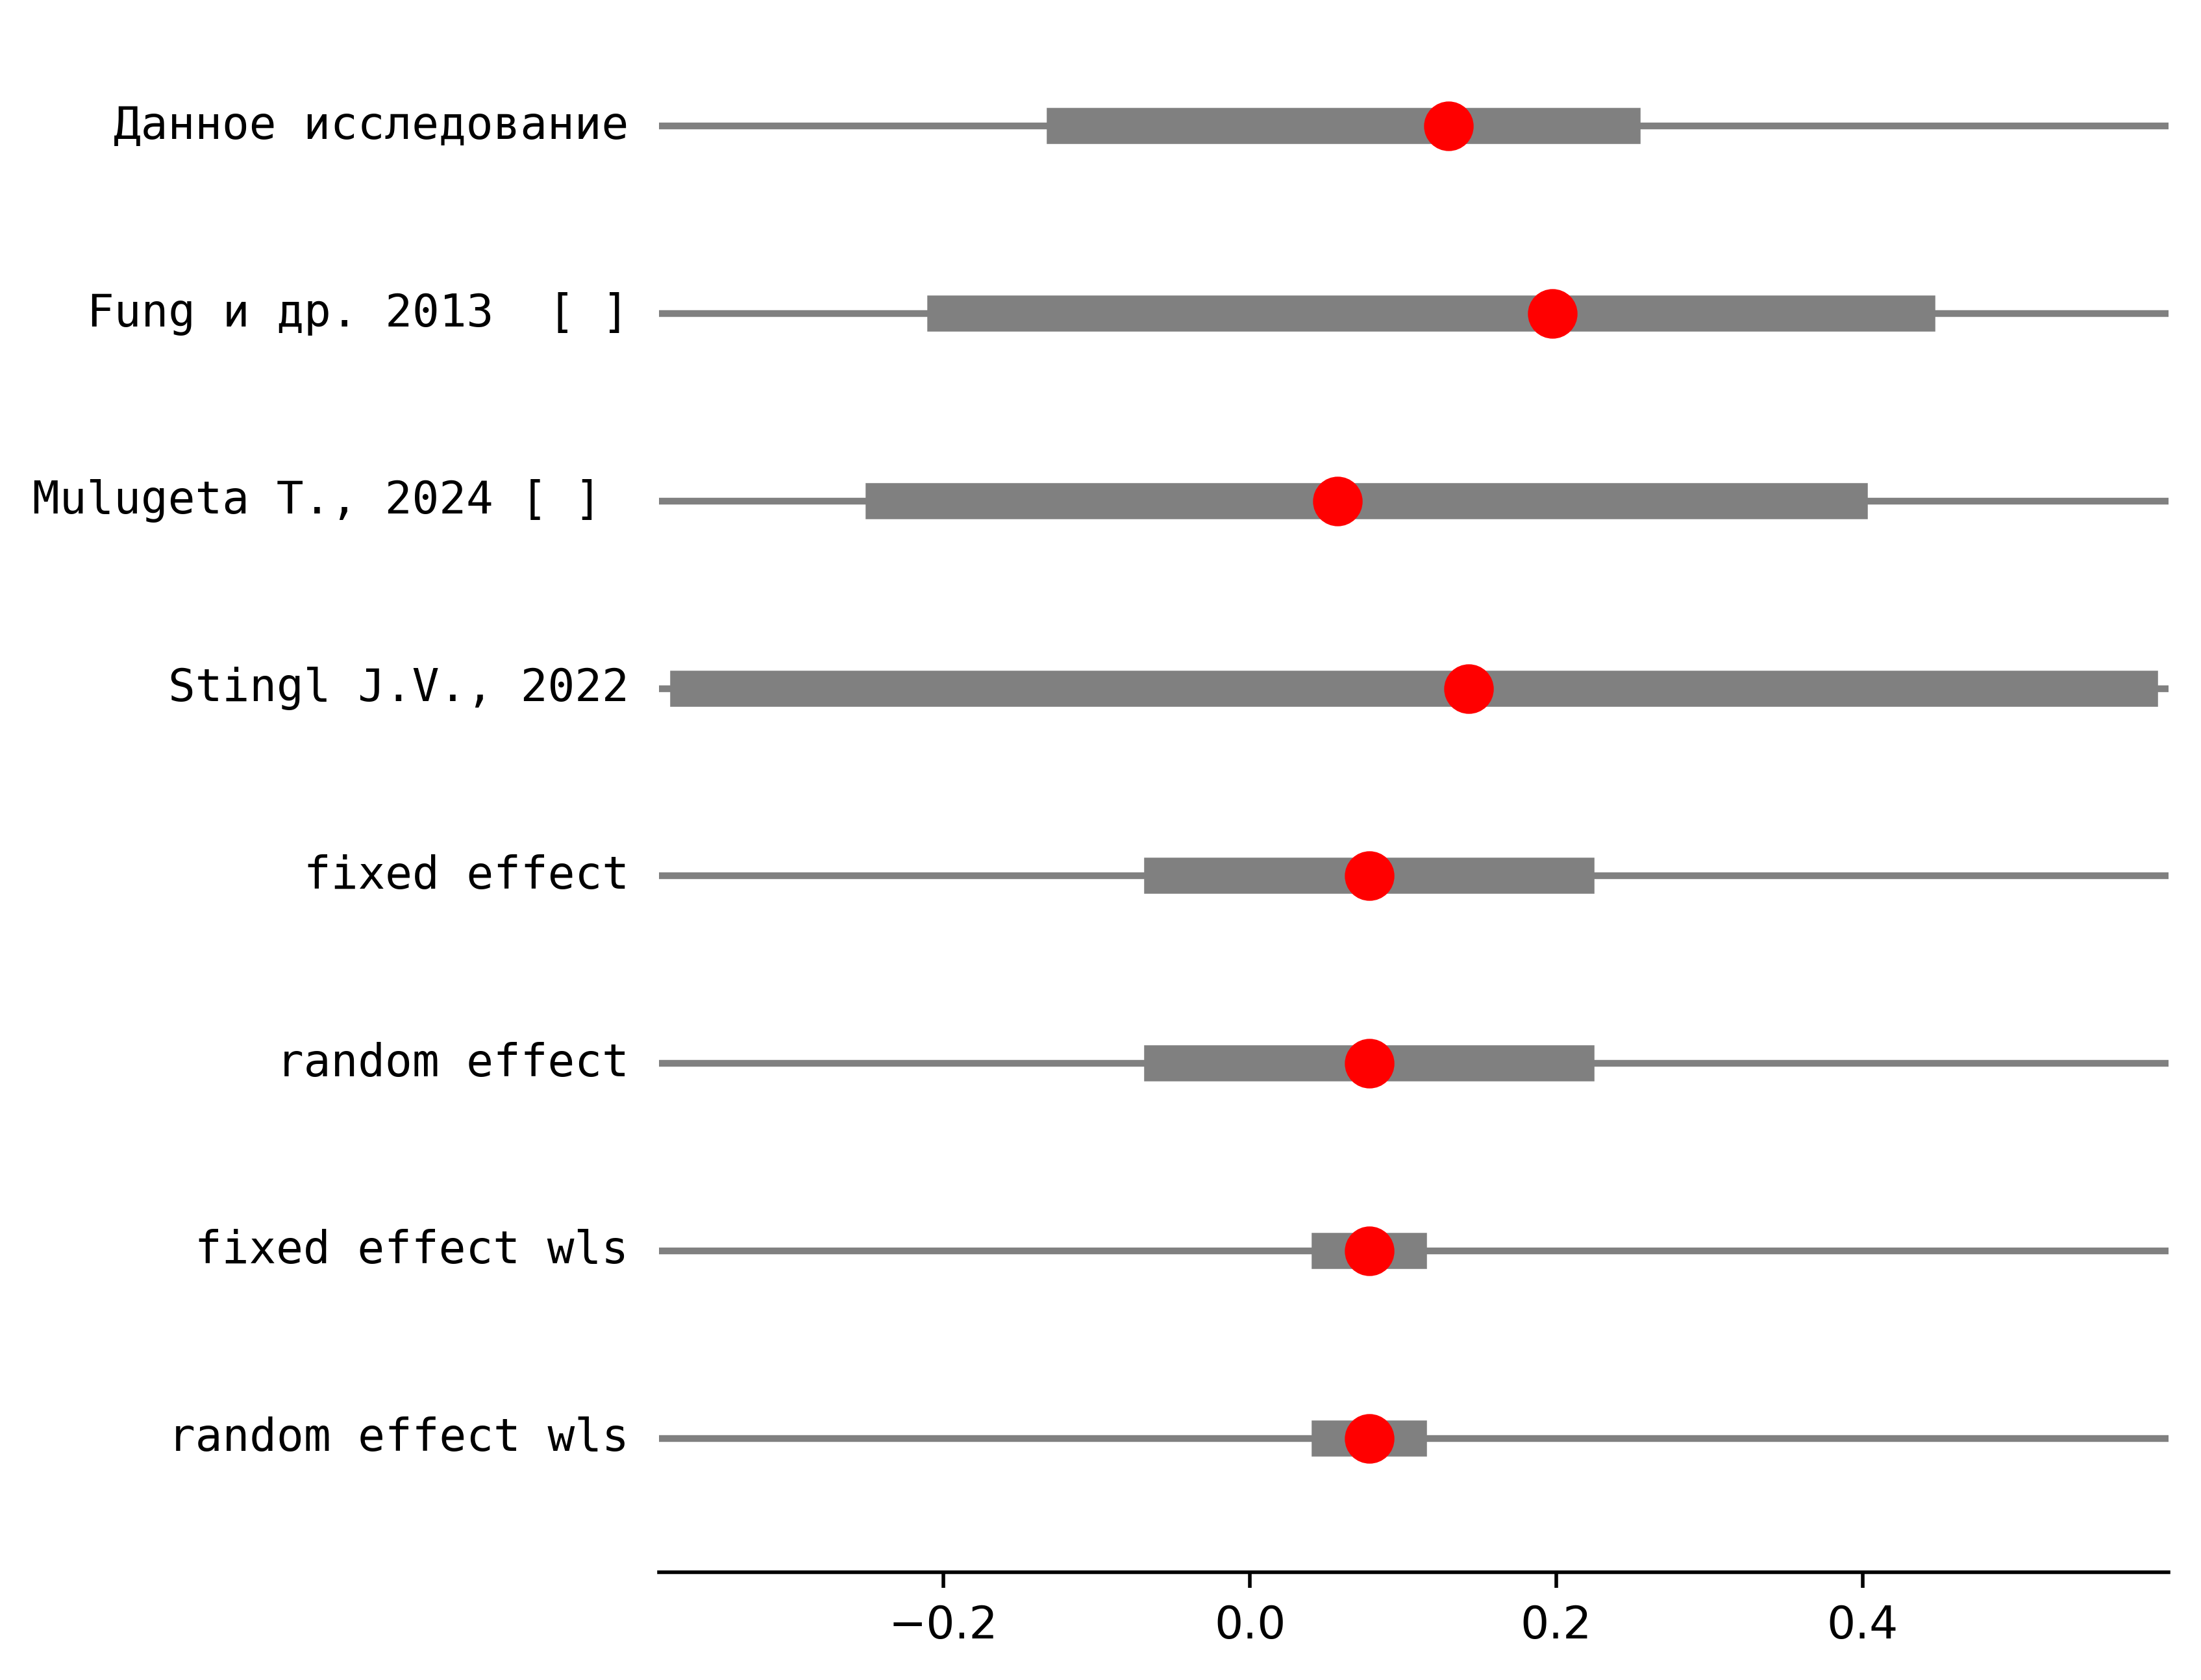 Данное исследование
Fung и др. 2013  [ ]
Mulugeta T., 2024 [ ]
Stingl J.V., 2022
fixed effect
random effect
fixed effect wls
random effect wls
−0.2 0.0 0.2 0.4